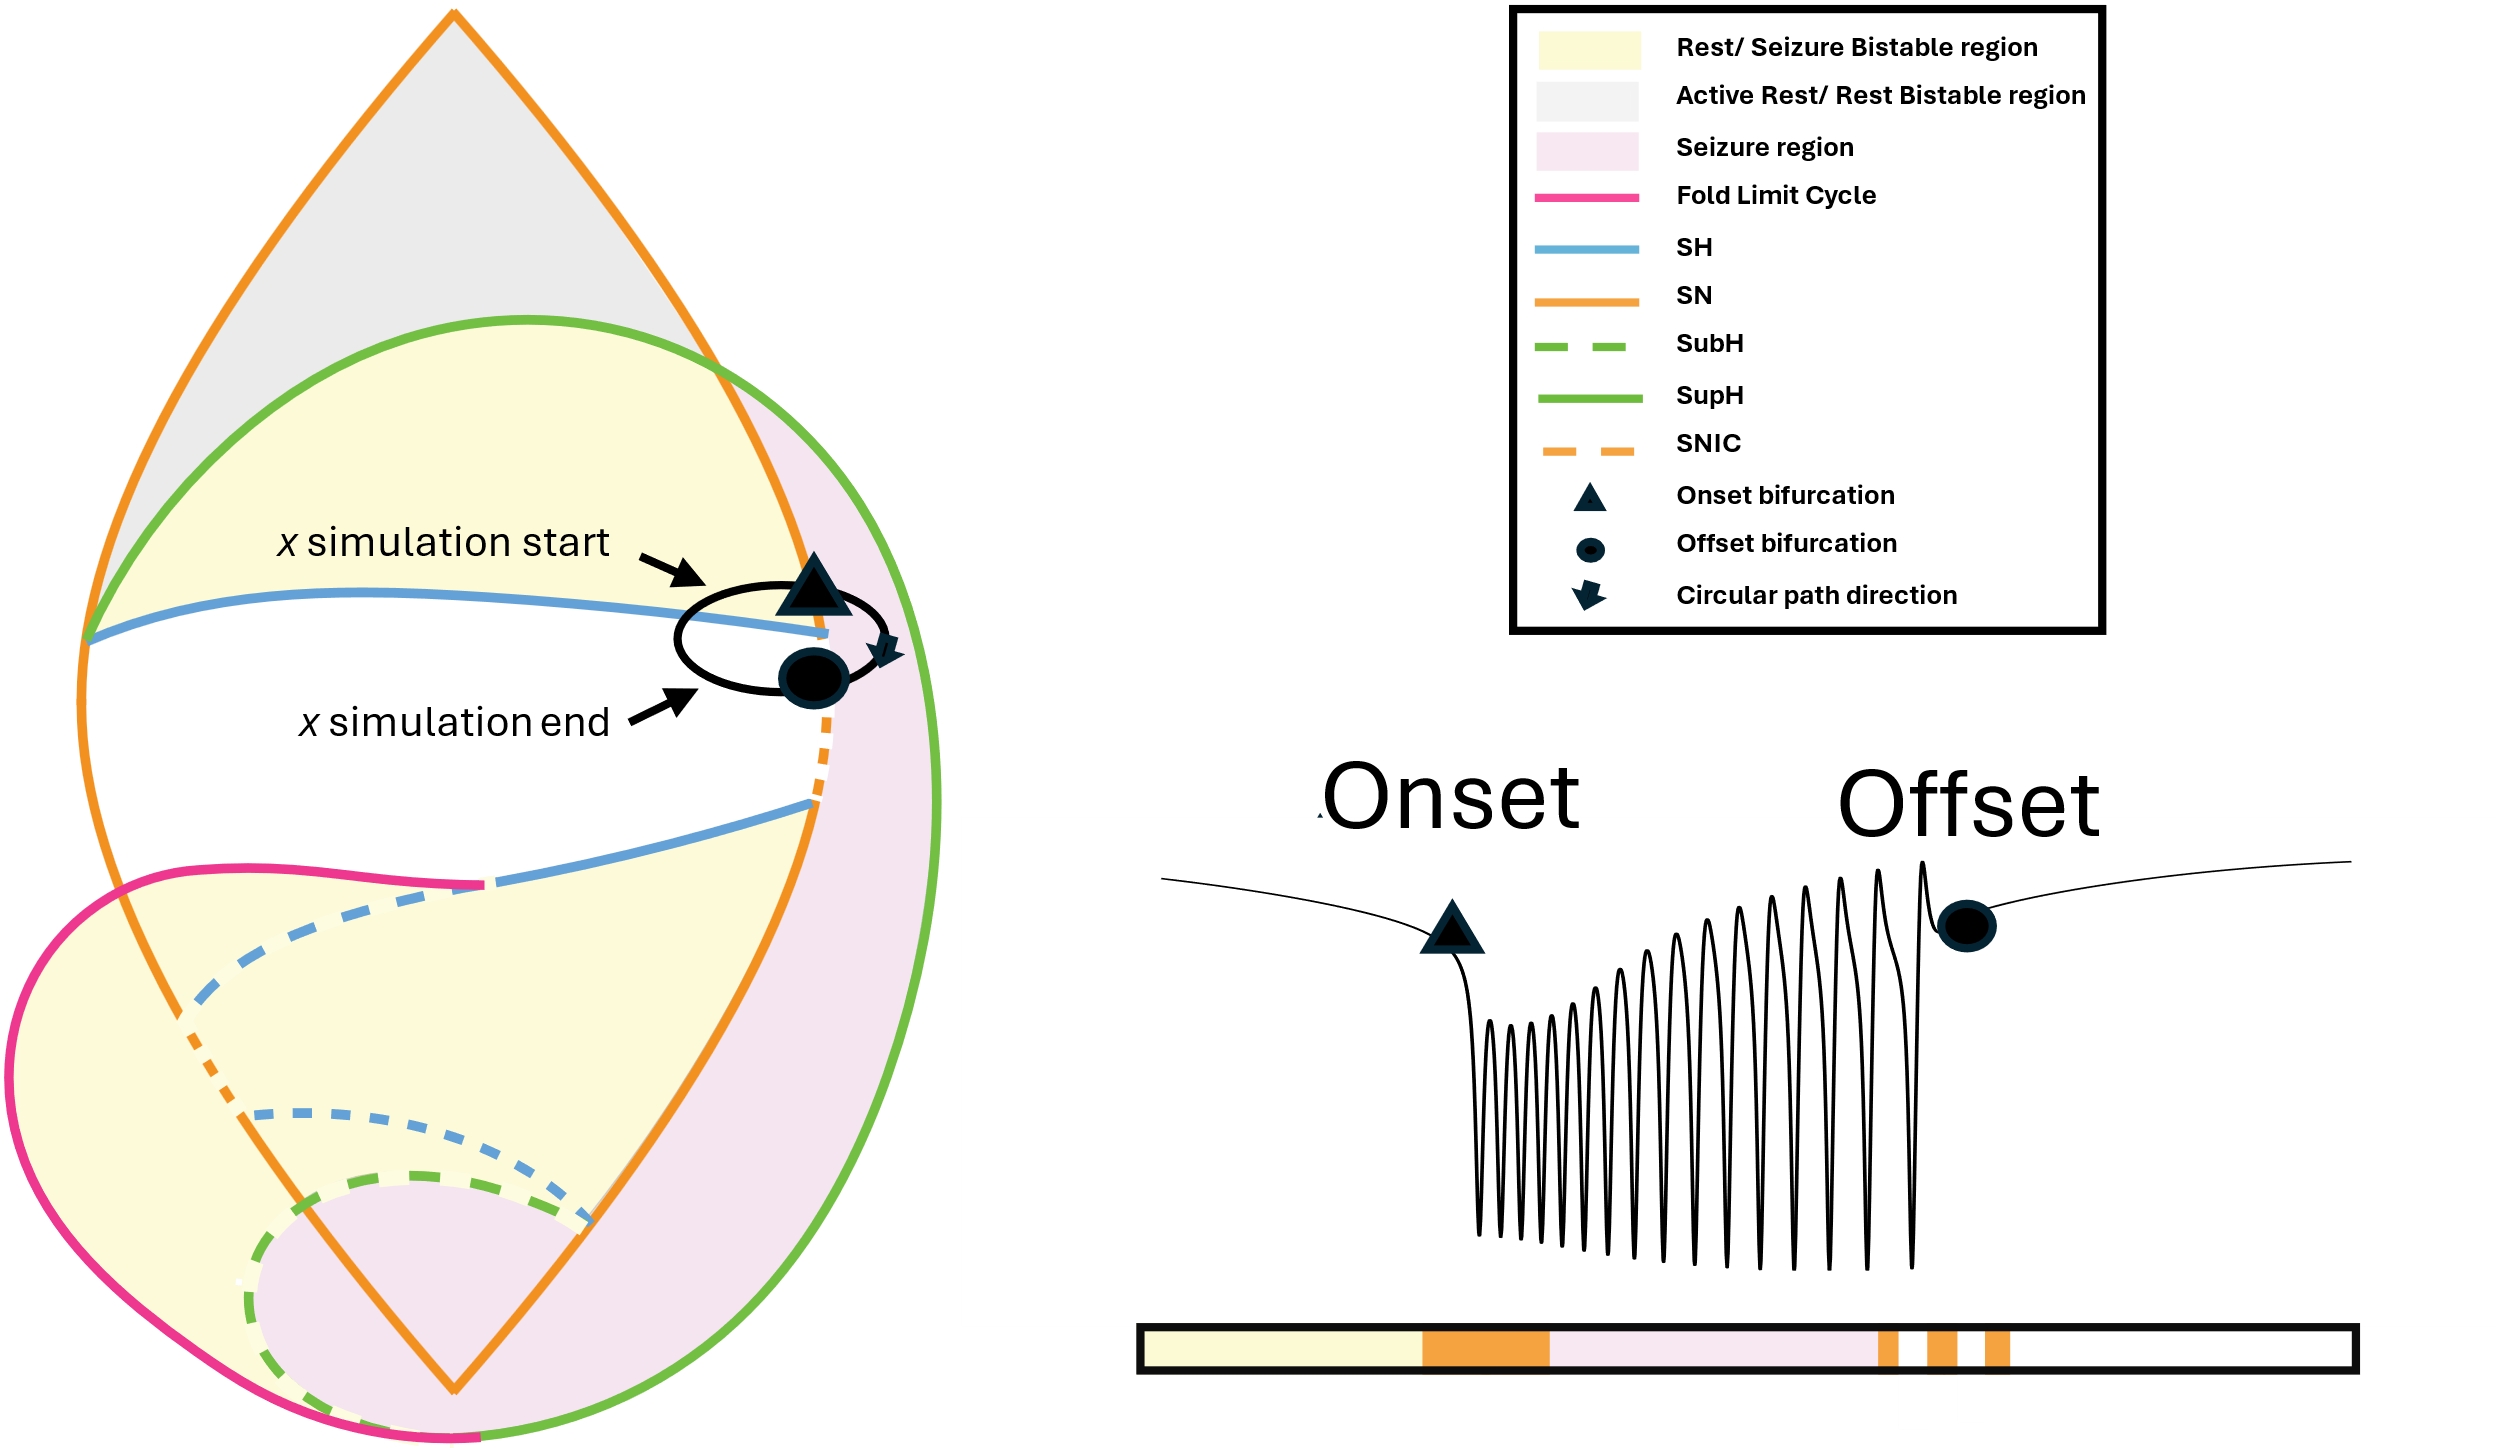 x simulation start
x simulation end
Rest/ Seizure Bistable region
Active Rest/ Rest Bistable region
Seizure region
Fold Limit Cycle
SH
SN
SubH
SupH
SNIC
Onset bifurcation
Offset bifurcation
Circular path direction
Onset
Offset